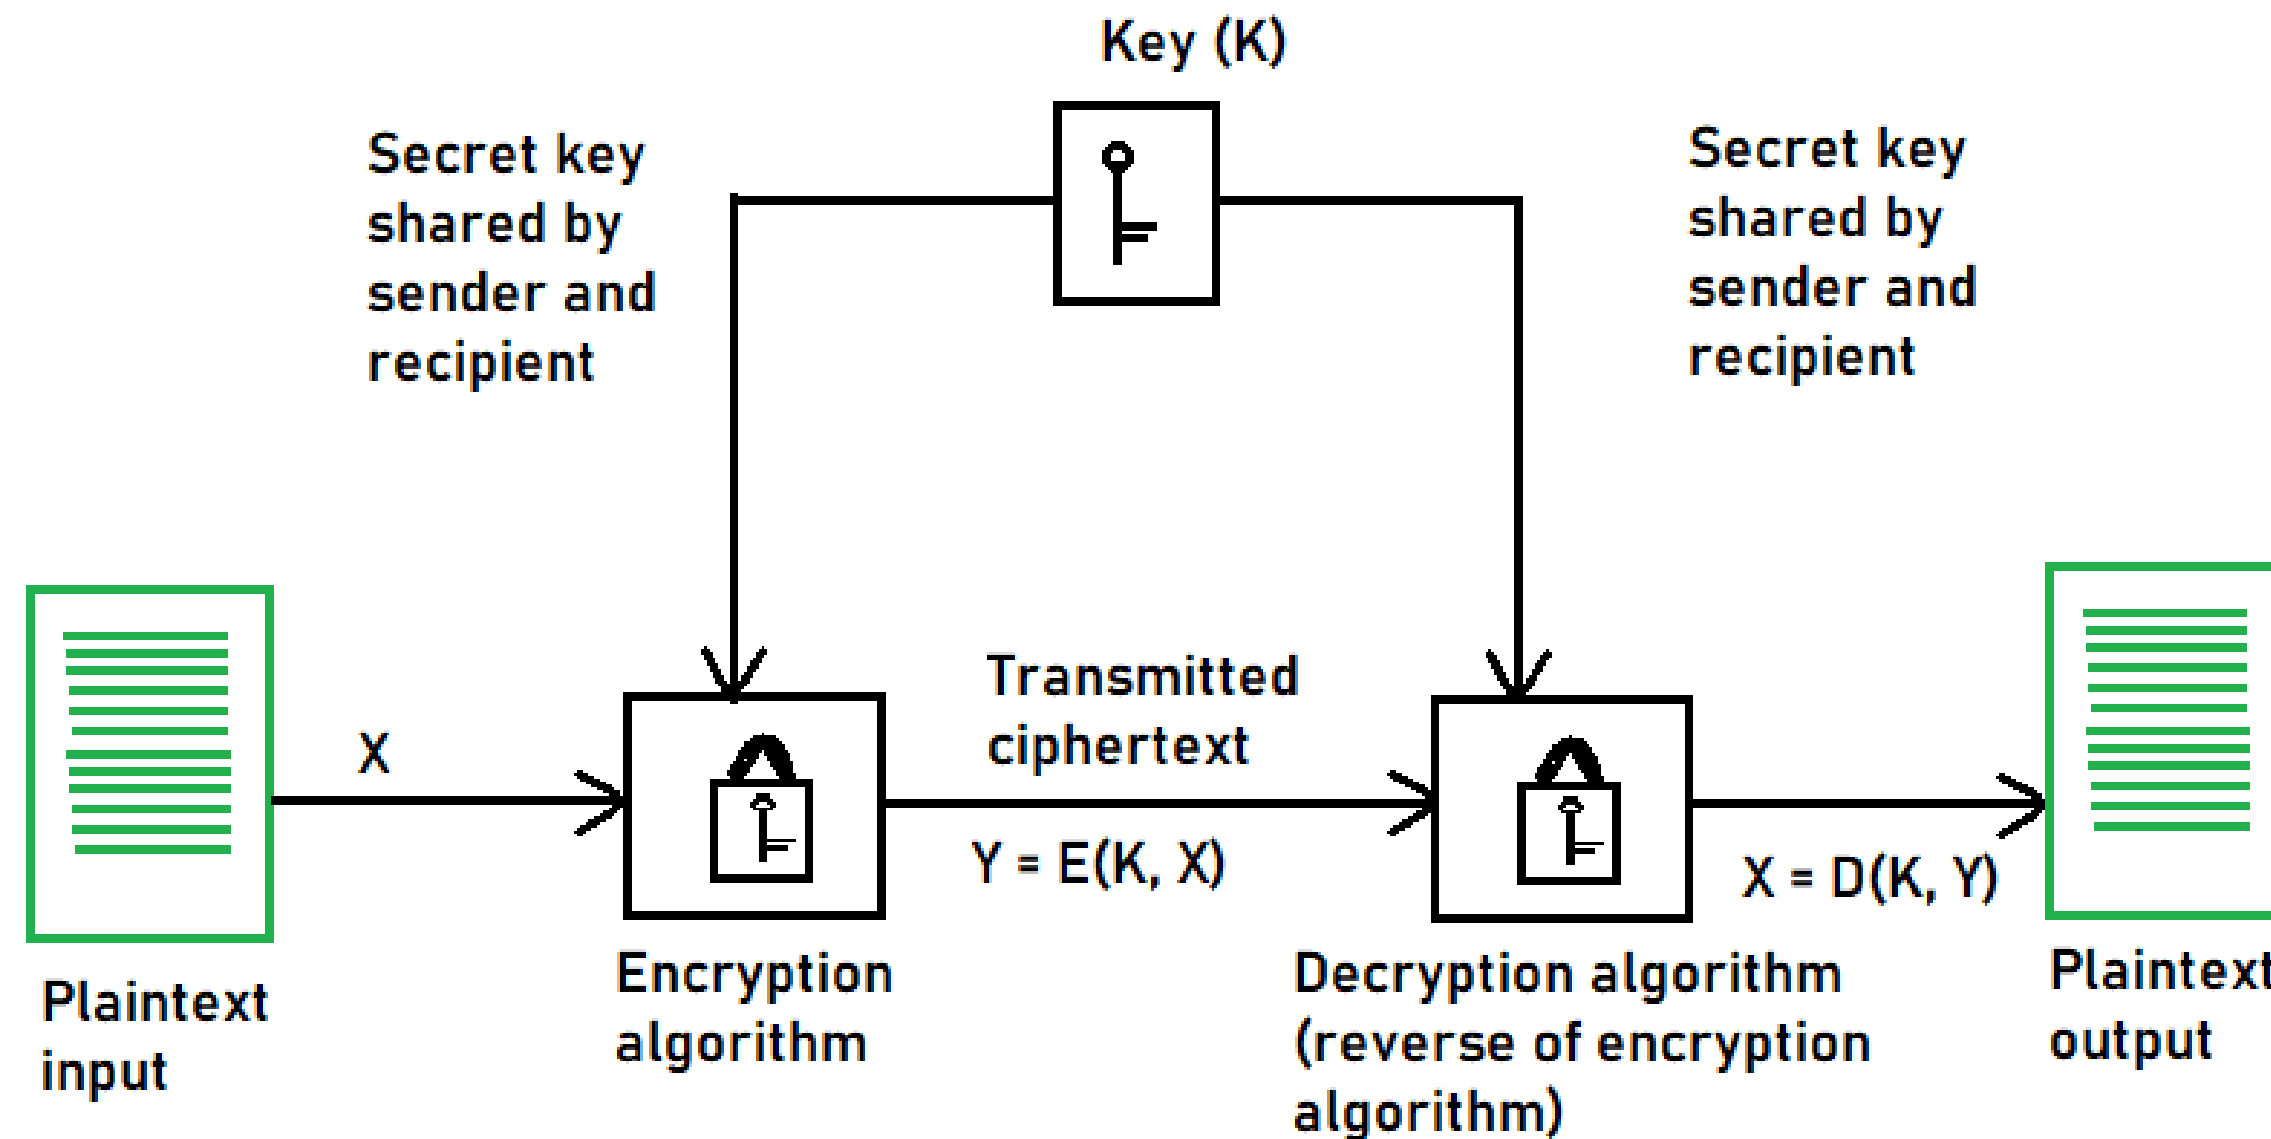 Key (K)
Secret key
shared by
sender and
recipient
Secret key
shared by
sender and
recipient
X
Transmitted
ciphertext
Y = E(K, X)
X = D(K, Y)
Plaintext
input
Encryption
algorithm
Decryption algorithm
(reverse of encryption
algorithm)
Plaintext
output